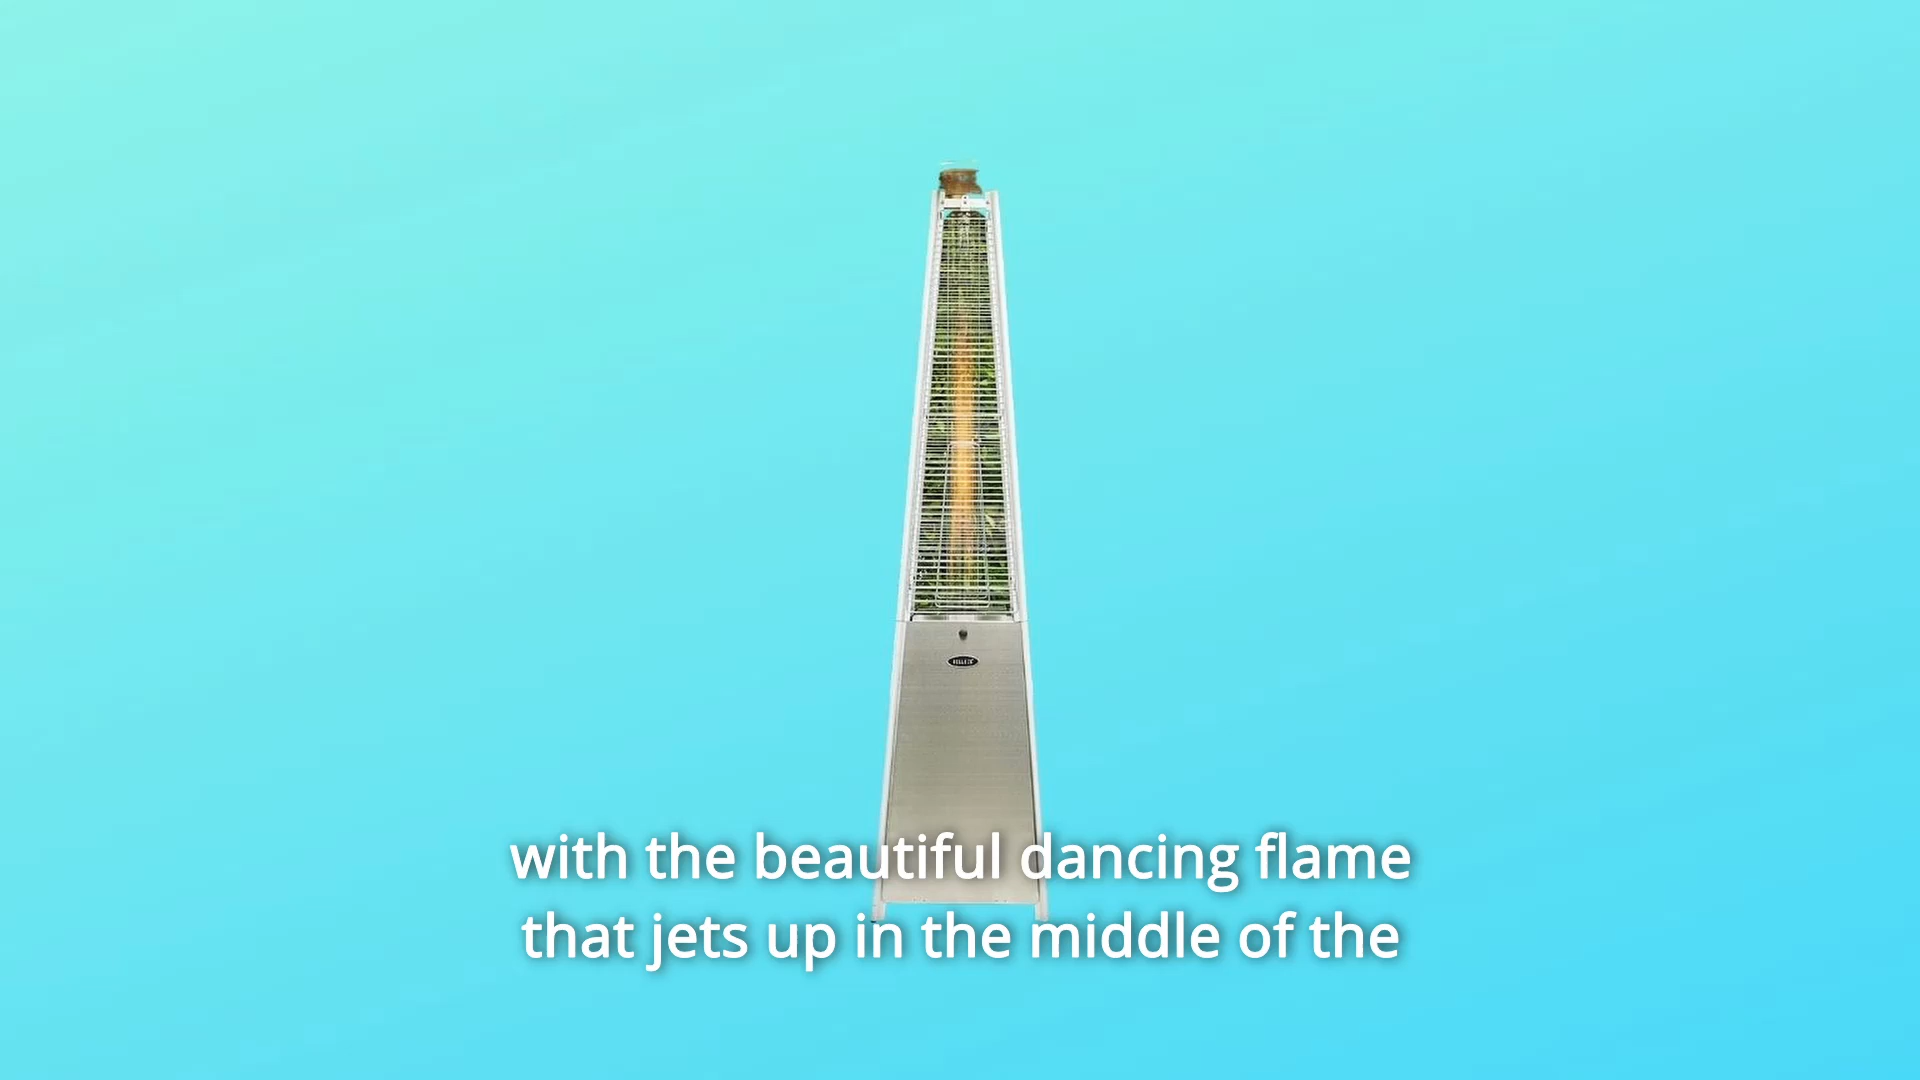 with the beautiful dancing flame
that jets up in the middle of the